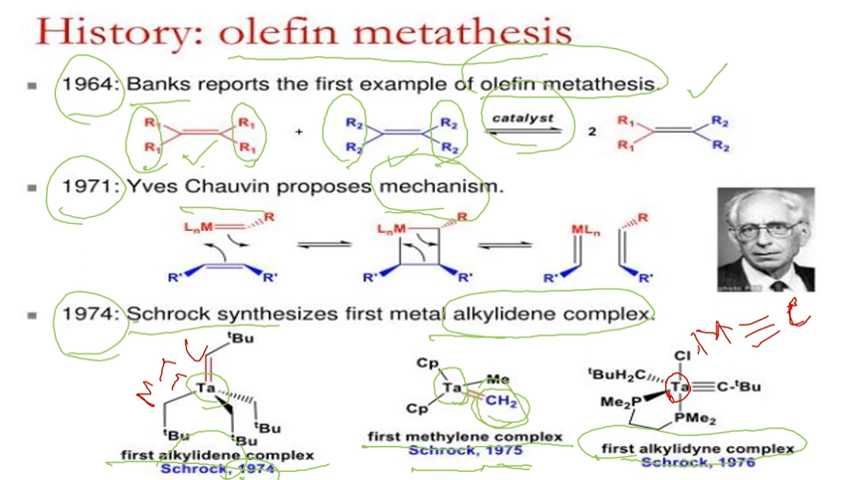 History: olefin metathesis
1964: Banks reports the first example of olefin metathesis.
R1 R1 R2 R2 catalyst R1 R2
R1 R1 + R2 R2 2 R1 R2
1971: Yves Chauvin proposes mechanism.
LnM R LnM R MLn R
R' R' R' R' R' R'
1974: Schrock synthesizes first metal alkylidene complex.
M ≡ C
tBu Cp Cl
Ta Ta Me tBuH2C Ta C-tBu
Cp CH2 Me2P
tBu tBu tBu PMe2
first alkylidene complex first methylene complex first alkylidyne complex
Schrock, 1974 Schrock, 1975 Schrock, 1976